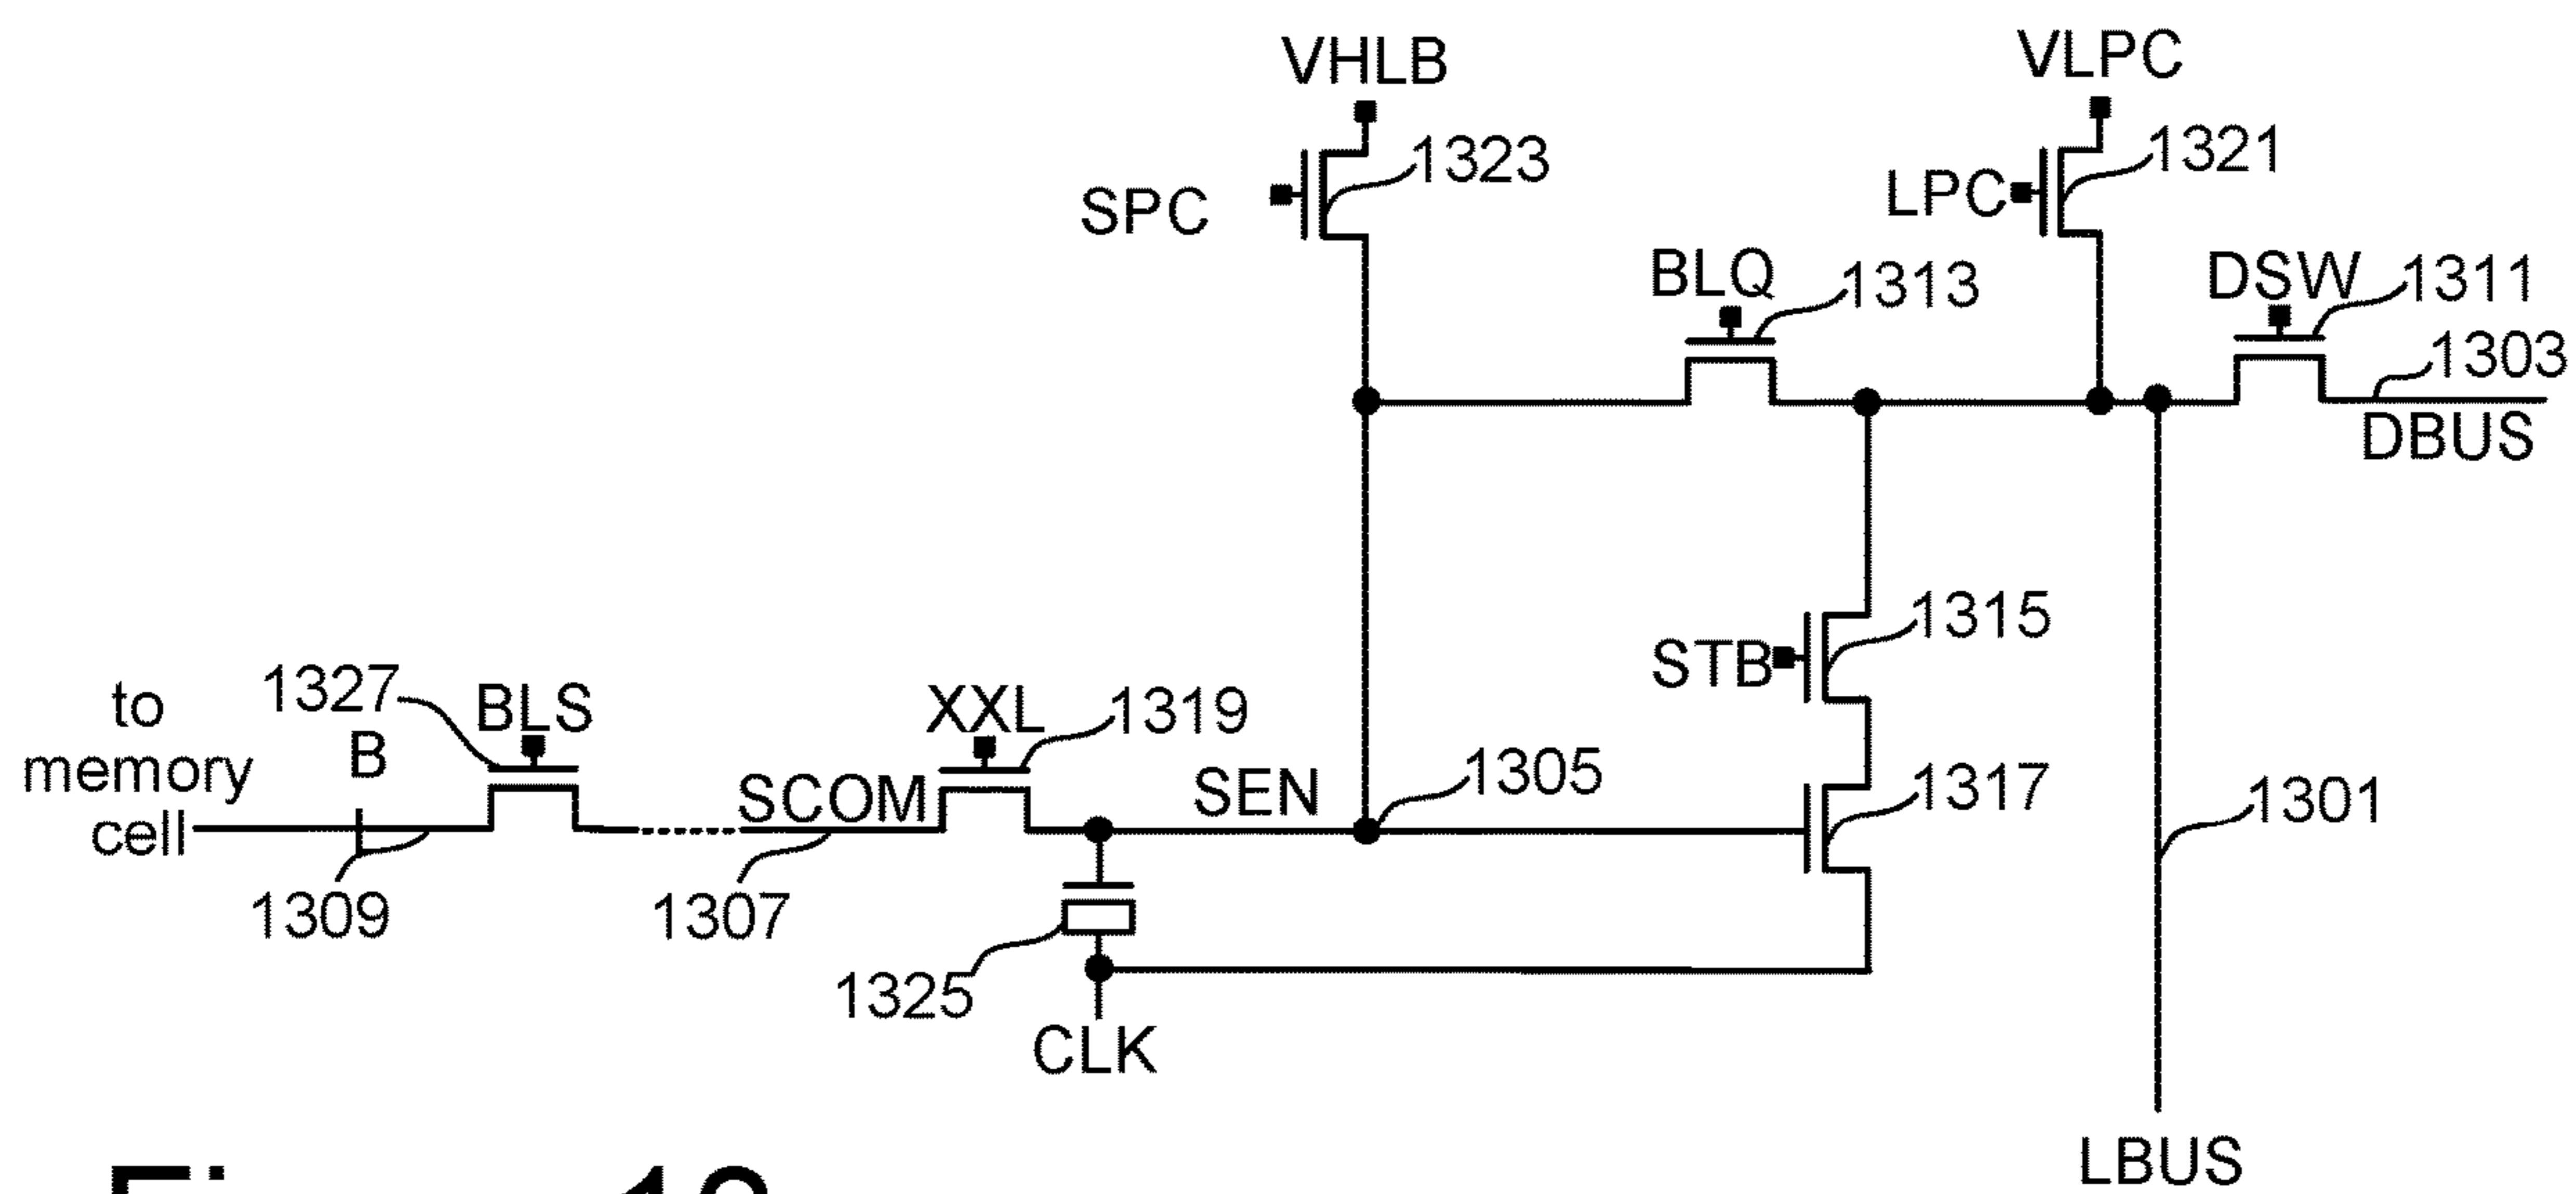 VHLB
VLPC
1323
1321
SPC
LPC
BLQ
1313
DSW
1311
1303
DBUS
1315
STB
1327
BLS
XXL
1319
to
memory
cell
B
SCOM
SEN
1305
1317
1301
1309
1307
1325
CLK
LBUS